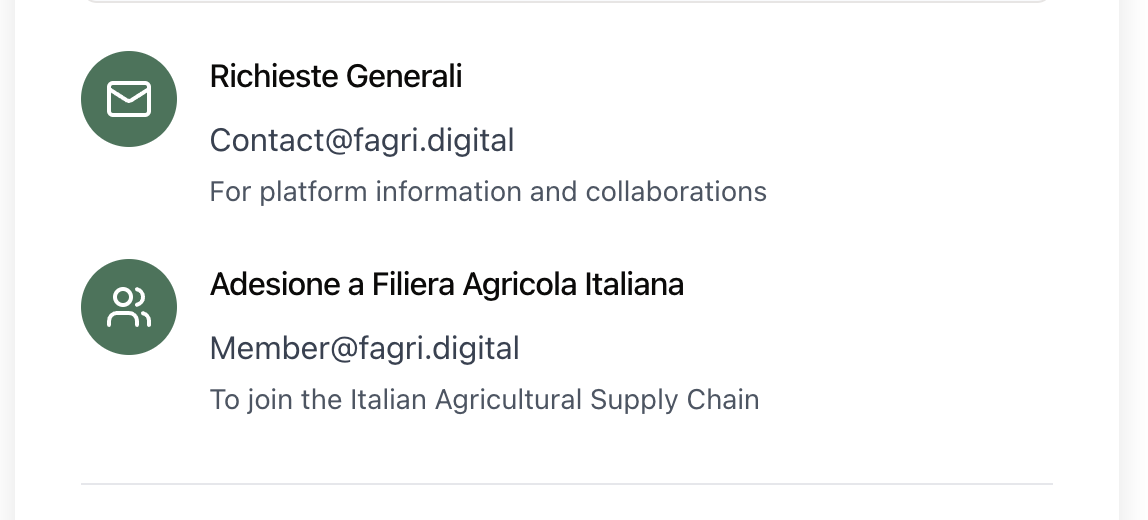 Richieste Generali
Contact@fagri.digital
For platform information and collaborations
Adesione a Filiera Agricola Italiana
Member@fagri.digital
To join the Italian Agricultural Supply Chain